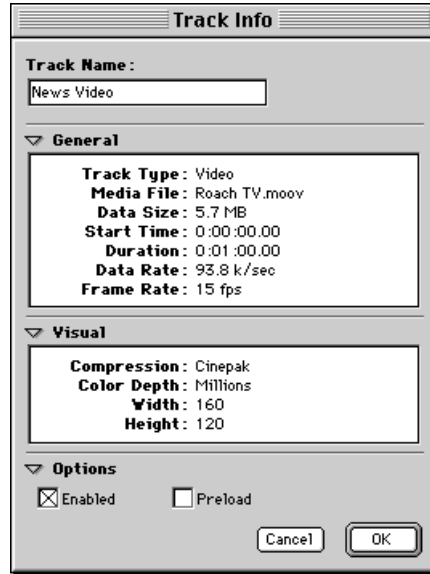 Track Info
Track Name:
News Video
General
Track Type: Video
Media File: Roach TV.moov
Data Size: 5.7 MB
Start Time: 0:00:00.00
Duration: 0:01:00.00
Data Rate: 93.8 k/sec
Frame Rate: 15 fps
Visual
Compression: Cinepak
Color Depth: Millions
Width: 160
Height: 120
Options
Enabled Preload
Cancel OK